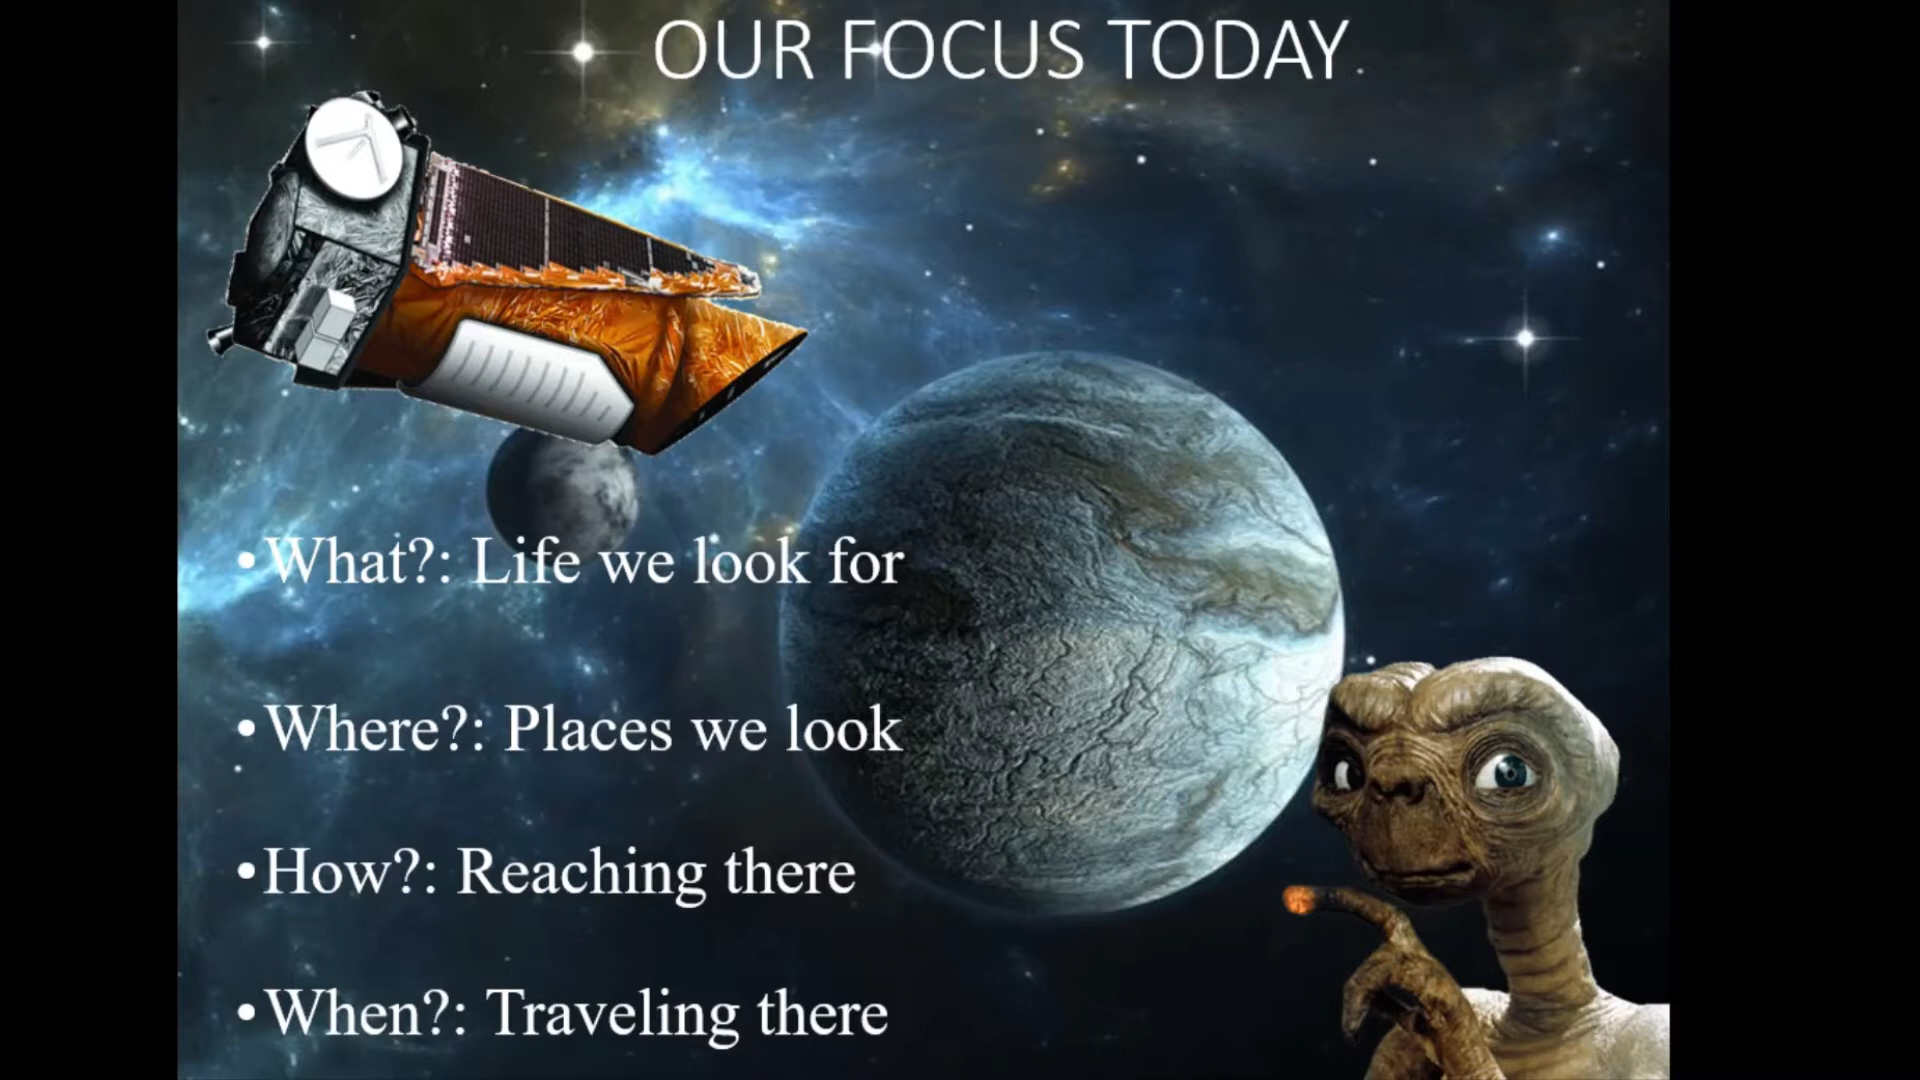 OUR FOCUS TODAY
•What?: Life we look for
•Where?: Places we look
•How?: Reaching there
•When?: Traveling there